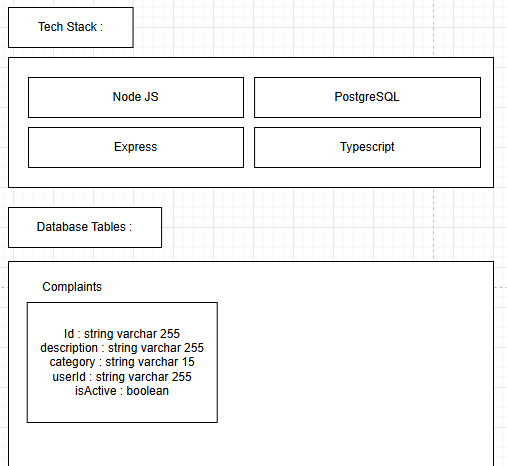 Tech Stack :
Node JS
PostgreSQL
Express
Typescript
Database Tables :
Complaints
Id : string varchar 255
description : string varchar 255
category : string varchar 15
userId : string varchar 255
isActive : boolean